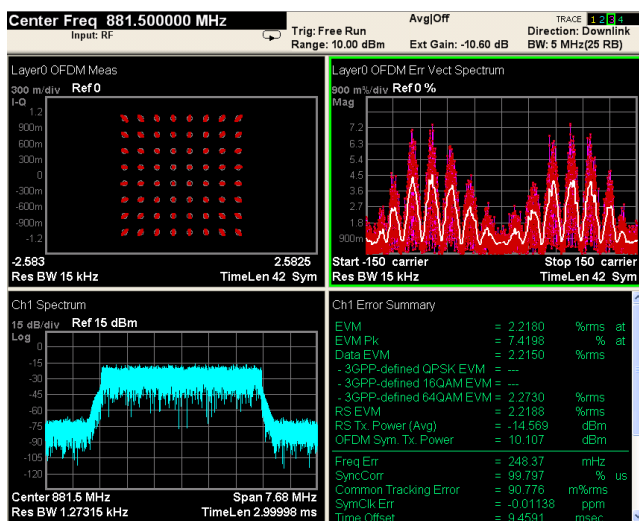 Center Freq 881.500000 MHz
Input: RF
Trig: Free Run
Range: 10.00 dBm
Avg|Off
Ext Gain: -10.60 dB
TRACE 1 2 3 4
Direction: Downlink
BW: 5 MHz(25 RB)
Layer0 OFDM Meas
300 m/div Ref 0
I-Q
1.2
900m
600m
300m
0
-300m
-600m
-900m
-1.2
-2.583 2.5825
Res BW 15 kHz TimeLen 42 Sym
Layer0 OFDM Err Vect Spectrum
900 m%/div Ref 0 %
Mag
7.2
6.3
5.4
4.5
3.6
2.7
1.8
900m
Start -150 carrier Stop 150 carrier
Res BW 15 kHz TimeLen 42 Sym
Ch1 Spectrum
15 dB/div Ref 15 dBm
Log
0
-15
-30
-45
-60
-75
-90
-105
-120
Center 881.5 MHz Span 7.68 MHz
Res BW 1.27315 kHz TimeLen 2.99998 ms
Ch1 Error Summary
EVM = 2.2180 %rms at
EVM Pk = 7.4198 % at
Data EVM = 2.2150 %rms
- 3GPP-defined QPSK EVM = ---
- 3GPP-defined 16QAM EVM = ---
- 3GPP-defined 64QAM EVM = 2.2730 %rms
RS EVM = 2.2188 %rms
RS Tx. Power (Avg) = -14.569 dBm
OFDM Sym. Tx. Power = 10.107 dBm
Freq Err = 248.37 mHz
SyncCorr = 99.797 % us
Common Tracking Error = 90.776 m%rms
SymClk Err = -0.01138 ppm
Time Offset = 9.4591 msec